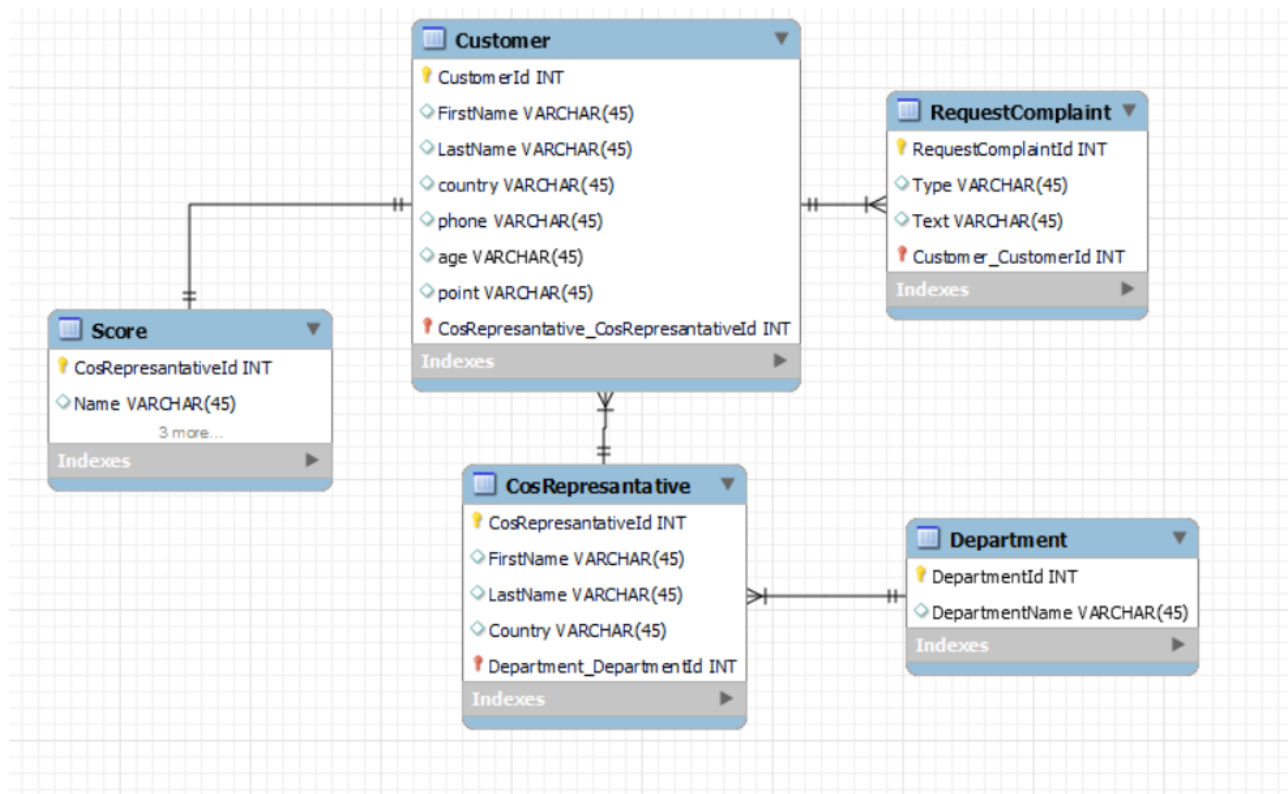 Customer
CustomerId INT
FirstName VARCHAR(45)
LastName VARCHAR(45)
country VARCHAR(45)
phone VARCHAR(45)
age VARCHAR(45)
point VARCHAR(45)
CosRepresantative_CosRepresantativeId INT
Indexes
RequestComplaint
RequestComplaintId INT
Type VARCHAR(45)
Text VARCHAR(45)
Customer_CustomerId INT
Indexes
Score
CosRepresantativeId INT
Name VARCHAR(45)
3 more...
Indexes
CosRepresantative
CosRepresantativeId INT
FirstName VARCHAR(45)
LastName VARCHAR(45)
Country VARCHAR(45)
Department_DepartmentId INT
Indexes
Department
DepartmentId INT
DepartmentName VARCHAR(45)
Indexes